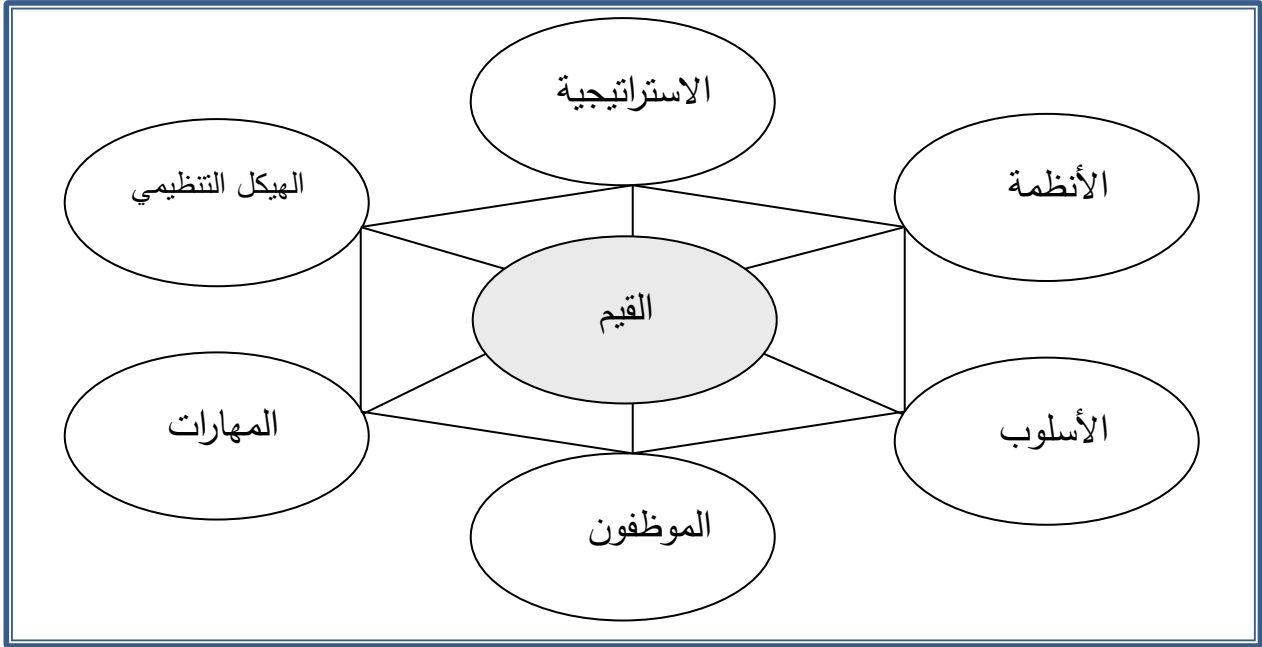 الاستراتيجية
الأنظمة
الهيكل التنظيمي
القيم
الأسلوب
المهارات
الموظفون